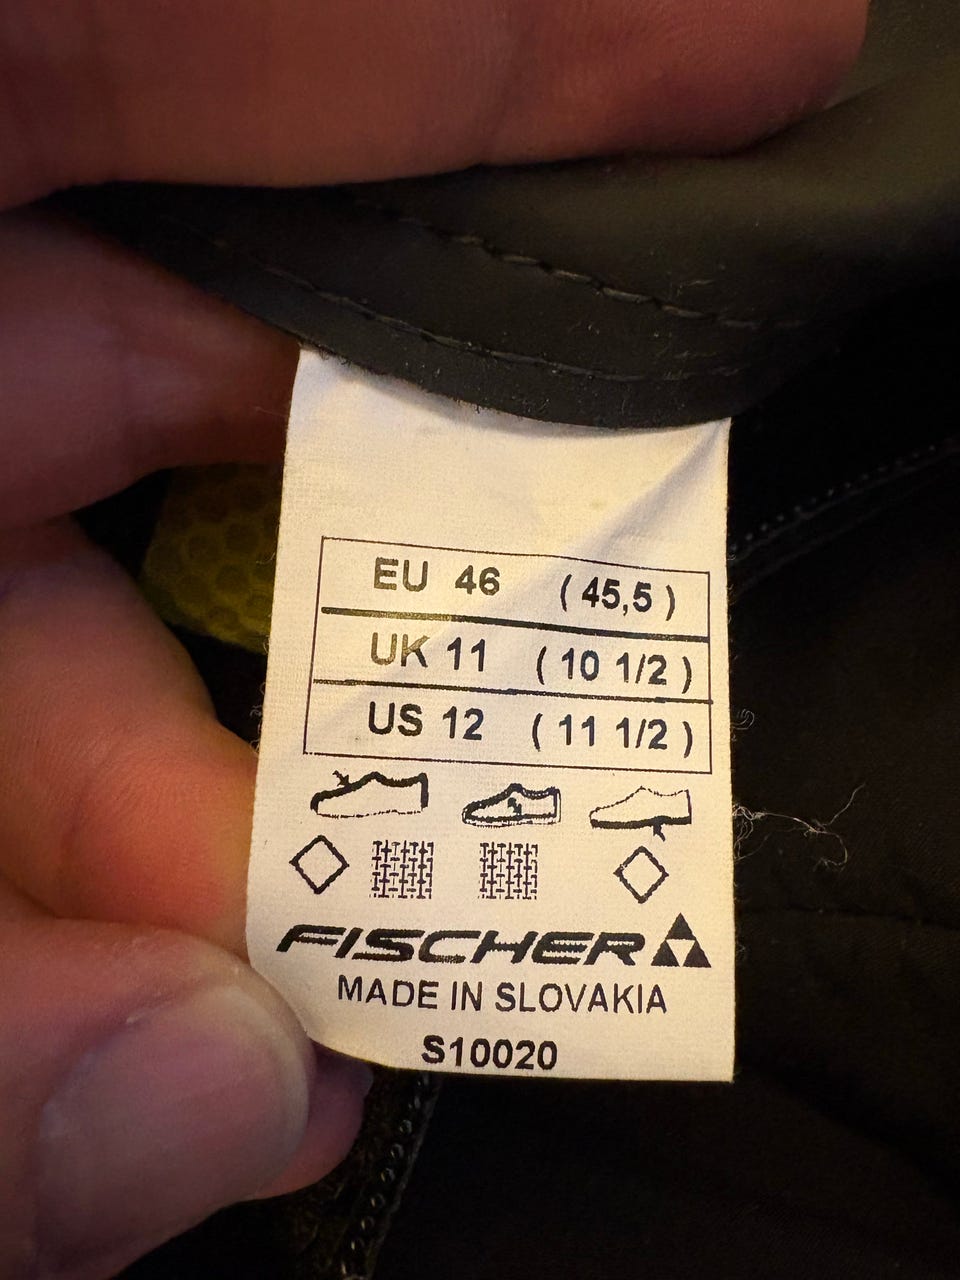 EU 46 ( 45,5 )
UK 11 ( 10 1/2 )
US 12 ( 11 1/2 )
FISCHER
MADE IN SLOVAKIA
S10020